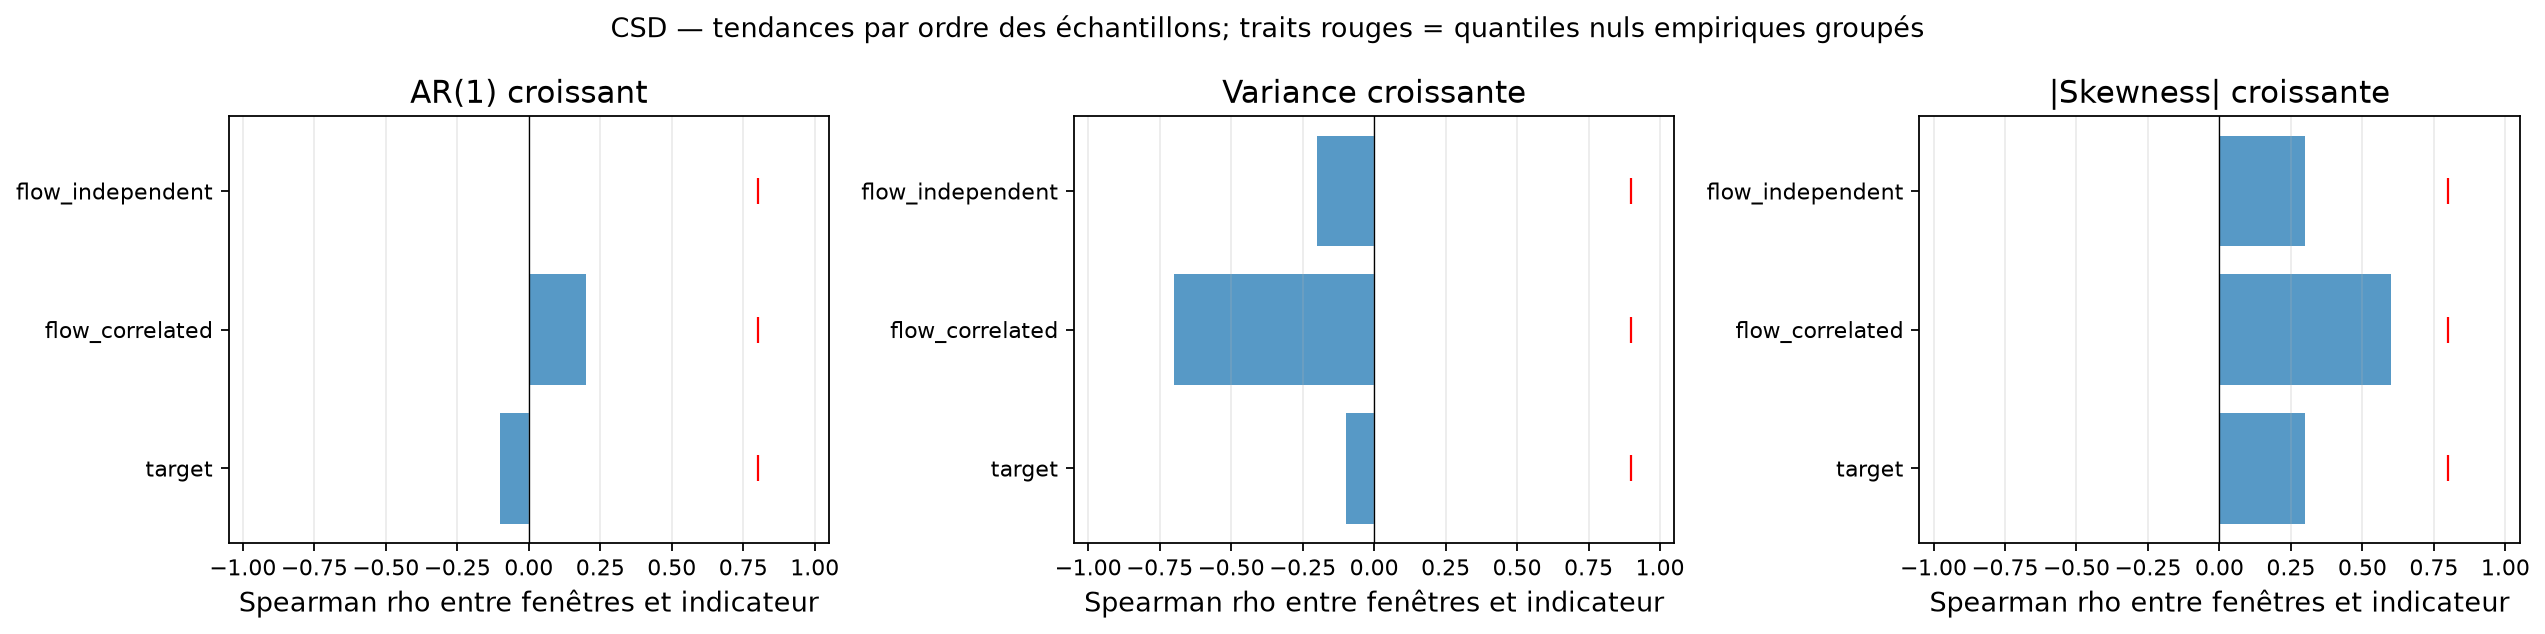 CSD — tendances par ordre des échantillons; traits rouges = quantiles nuls empiriques groupés
AR(1) croissant
flow_independent
flow_correlated
target
−1.00 −0.75 −0.50 −0.25 0.00 0.25 0.50 0.75 1.00
Spearman rho entre fenêtres et indicateur
Variance croissante
flow_independent
flow_correlated
target
−1.00 −0.75 −0.50 −0.25 0.00 0.25 0.50 0.75 1.00
Spearman rho entre fenêtres et indicateur
|Skewness| croissante
flow_independent
flow_correlated
target
−1.00 −0.75 −0.50 −0.25 0.00 0.25 0.50 0.75 1.00
Spearman rho entre fenêtres et indicateur